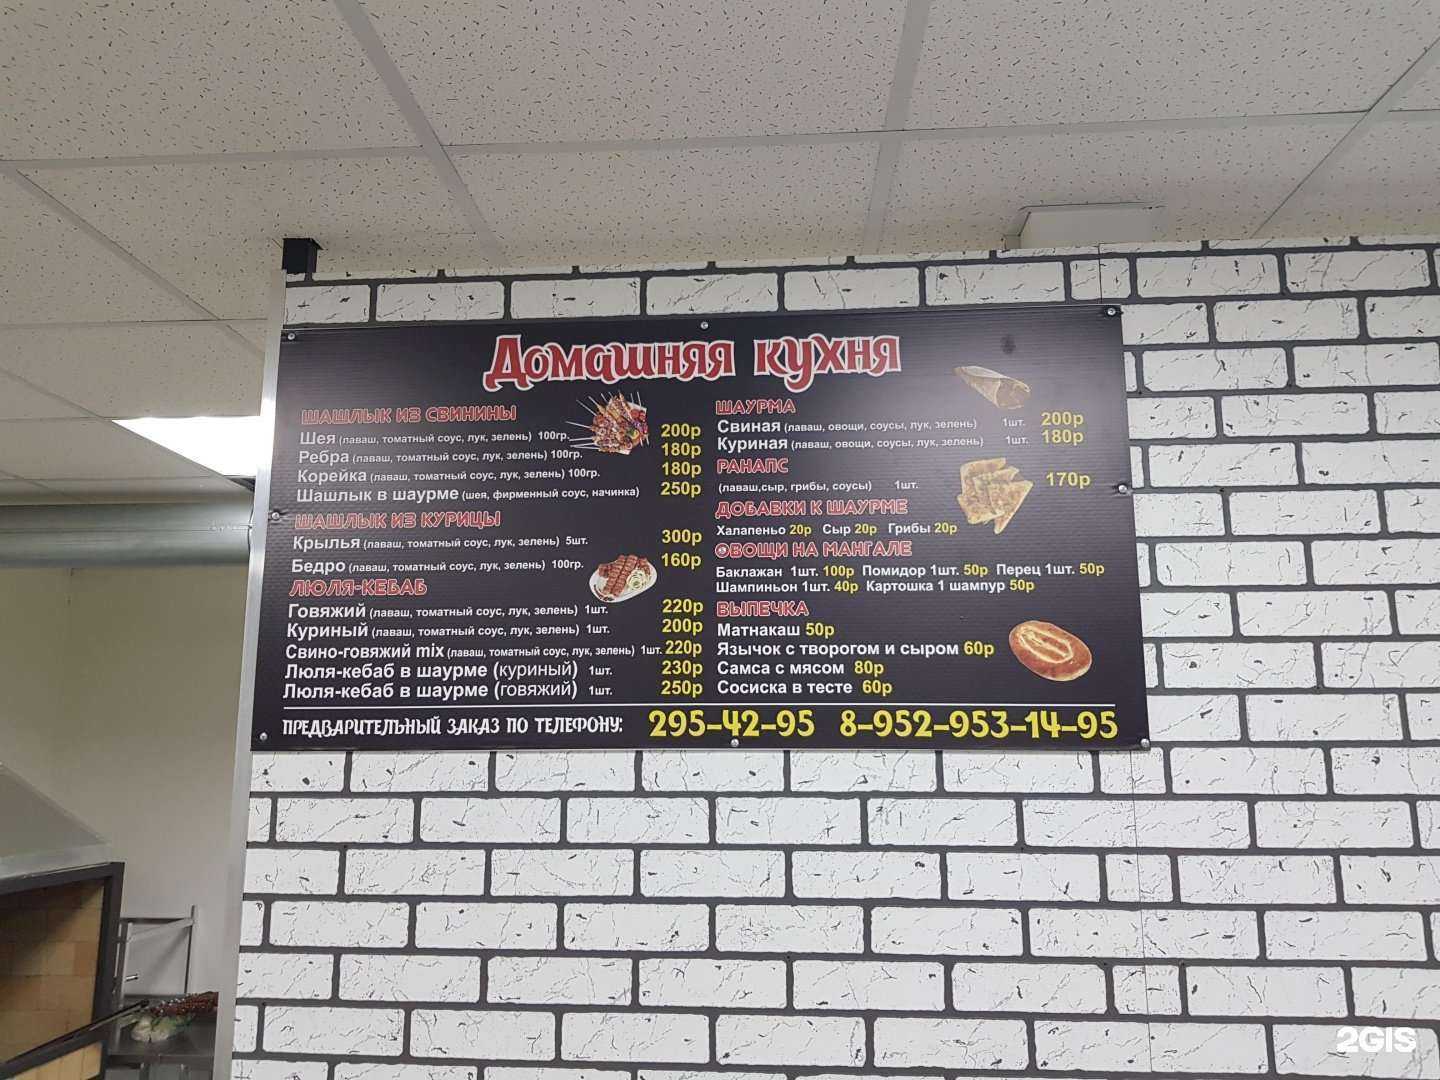 Домашняя кухня
ШАШЛЫК ИЗ СВИНИНЫ
Шея (лаваш, томатный соус, лук, зелень) 100гр. 200р
Ребра (лаваш, томатный соус, лук, зелень) 100гр. 180р
Корейка (лаваш, томатный соус, лук, зелень) 100гр. 180р
Шашлык в шаурме (шея, фирменный соус, начинка) 250р
ШАШЛЫК ИЗ КУРИЦЫ
Крылья (лаваш, томатный соус, лук, зелень) 5шт. 300р
Бедро (лаваш, томатный соус, лук, зелень) 100гр. 160р
ЛЮЛЯ-КЕБАБ
Говяжий (лаваш, томатный соус, лук, зелень) 1шт. 220р
Куриный (лаваш, томатный соус, лук, зелень) 1шт. 200р
Свино-говяжий mix (лаваш, томатный соус, лук, зелень) 1шт. 220р
Люля-кебаб в шаурме (куриный) 1шт. 230р
Люля-кебаб в шаурме (говяжий) 1шт. 250р
ШАУРМА
Свиная (лаваш, овощи, соусы, лук, зелень) 1шт. 200р
Куриная (лаваш, овощи, соусы, лук, зелень) 1шт. 180р
РАНАПС
(лаваш,сыр, грибы, соусы) 1шт. 170р
ДОБАВКИ К ШАУРМЕ
Халапеньо 20р Сыр 20р Грибы 20р
ОВОЩИ НА МАНГАЛЕ
Баклажан 1шт. 100р Помидор 1шт. 50р Перец 1шт. 50р
Шампиньон 1шт. 40р Картошка 1 шампур 50р
ВЫПЕЧКА
Матнакаш 50р
Язычок с творогом и сыром 60р
Самса с мясом 80р
Сосиска в тесте 60р
ПРЕДВАРИТЕЛЬНЫЙ ЗАКАЗ ПО ТЕЛЕФОНУ: 295-42-95 8-952-953-14-95
2GIS